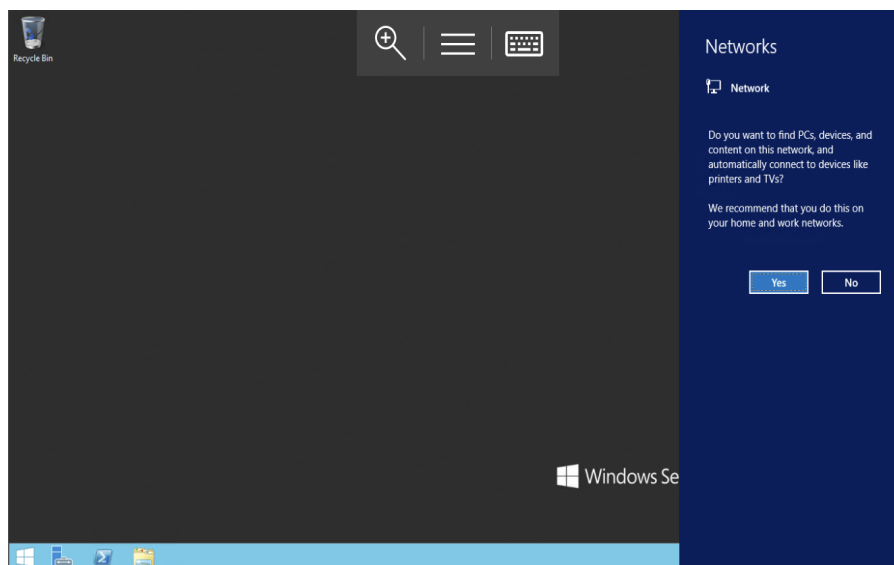 Recycle Bin
Networks
Network
Do you want to find PCs, devices, and
content on this network, and
automatically connect to devices like
printers and TVs?
We recommend that you do this on
your home and work networks.
Yes No
Windows Se